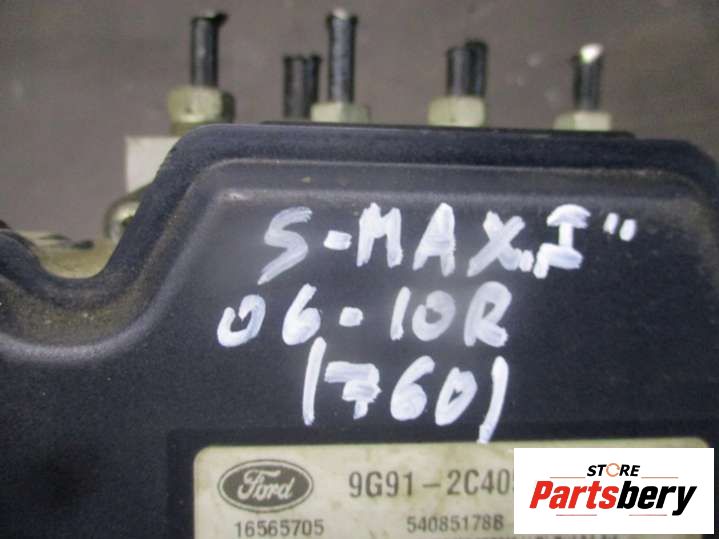 S-MAX „I"
06-10R
(760)
Ford 9G91-2C40
16565705 54085178B
STORE
Partsbery